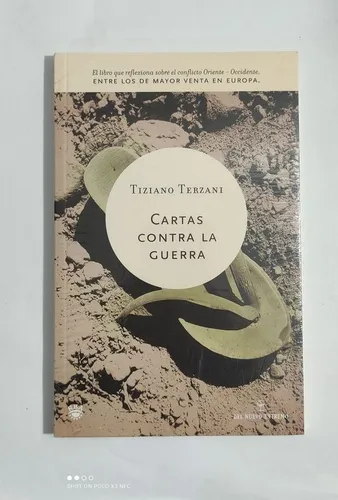 El libro que reflexiona sobre el conflicto Oriente - Occidente.
ENTRE LOS DE MAYOR VENTA EN EUROPA.
TIZIANO TERZANI
CARTAS
CONTRA LA
GUERRA
DEL NUEVO EXTREMO
SHOT ON POCO X3 NFC